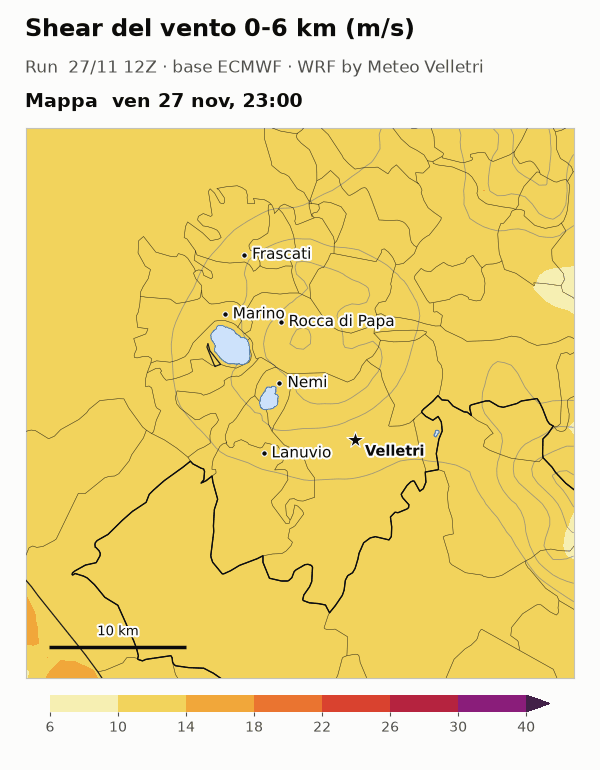 Shear del vento 0-6 km (m/s)
Run  27/11 12Z · base ECMWF · WRF by Meteo Velletri
Mappa  ven 27 nov, 23:00
Frascati
Marino
Rocca di Papa
Nemi
Velletri
Lanuvio
10 km
6 10 14 18 22 26 30 40